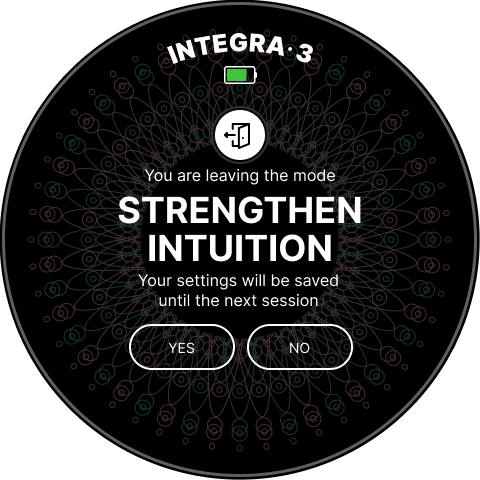 INTEGRA·3
You are leaving the mode
STRENGTHEN
INTUITION
Your settings will be saved
until the next session
YES NO